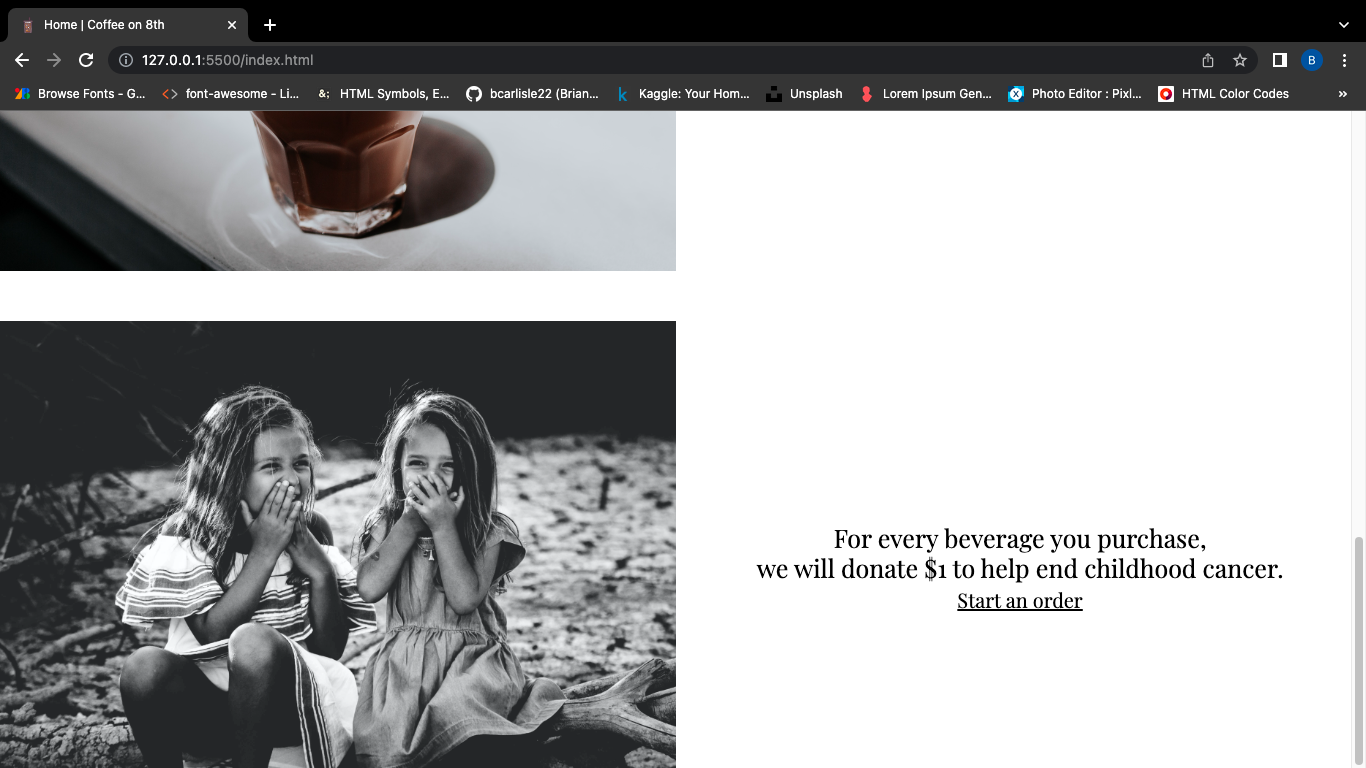 Home | Coffee on 8th
127.0.0.1:5500/index.html
B
Browse Fonts - G...
font-awesome - Li...
&;
HTML Symbols, E...
bcarlisle22 (Brian...
k
Kaggle: Your Hom...
Unsplash
Lorem Ipsum Gen...
X
Photo Editor : Pixl...
HTML Color Codes
»
For every beverage you purchase,
we will donate $1 to help end childhood cancer.
Start an order